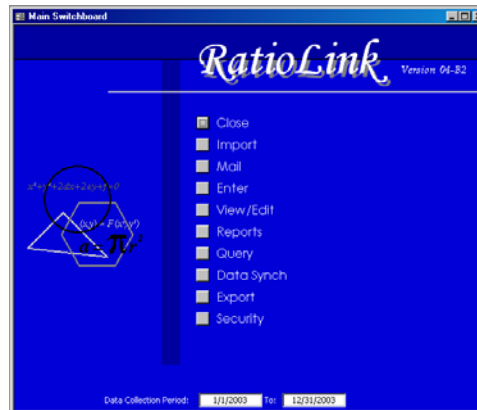 Main Switchboard
RatioLink
Version 04-B2
Close
Import
Mail
Enter
View/Edit
Reports
Query
Data Synch
Export
Security
Data Collection Period: 1/1/2003 To: 12/31/2003